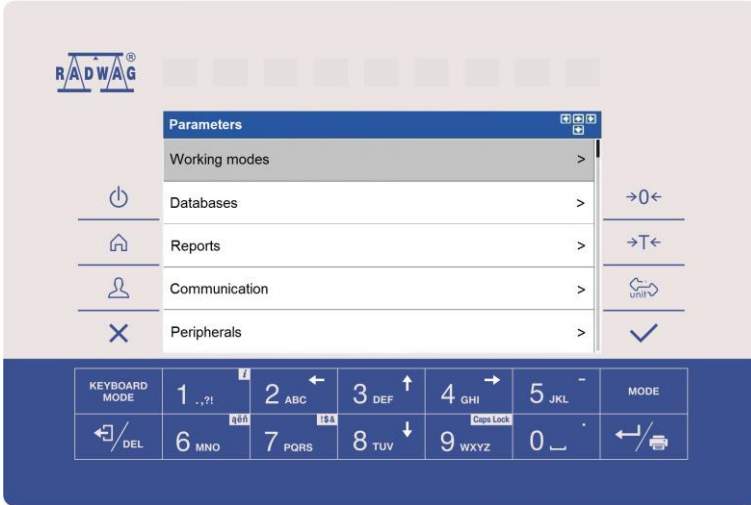 RADWAG®
Parameters
Working modes >
Databases >
Reports >
Communication >
Peripherals >
→0←
→T←
unit
KEYBOARD MODE
1 .,?!
i
2 ABC
3 DEF
4 GHI
5 JKL -
MODE
DEL
6 MNO
ąëñ
7 PQRS
!$&
8 TUV
9 WXYZ
Caps Lock
0 .